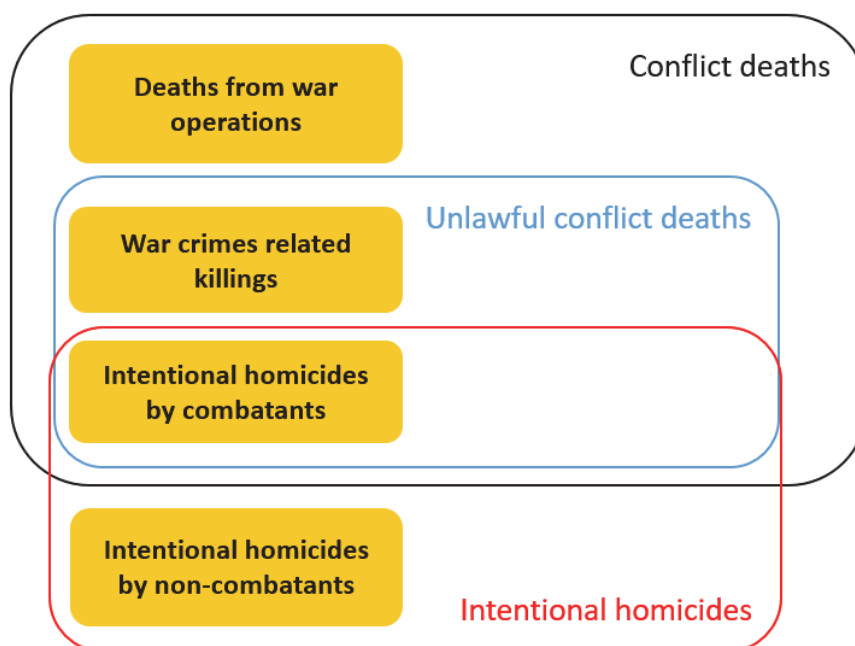 Conflict deaths
Deaths from war
operations
Unlawful conflict deaths
War crimes related
killings
Intentional homicides
by combatants
Intentional homicides
by non-combatants
Intentional homicides